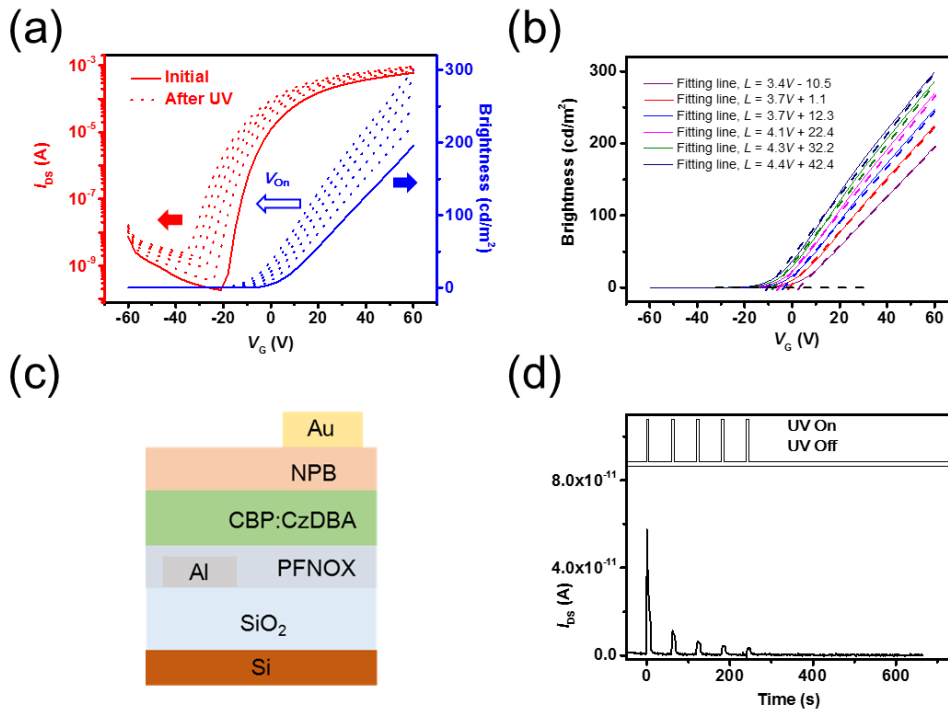 (a)
Initial
After UV
V_On
I_DS (A)
10^-3
10^-5
10^-7
10^-9
Brightness (cd/m^2)
300
200
100
0
-60 -40 -20 0 20 40 60
V_G (V)
(b)
Fitting line, L = 3.4V - 10.5
Fitting line, L = 3.7V + 1.1
Fitting line, L = 3.7V + 12.3
Fitting line, L = 4.1V + 22.4
Fitting line, L = 4.3V + 32.2
Fitting line, L = 4.4V + 42.4
Brightness (cd/m^2)
300
200
100
0
-60 -40 -20 0 20 40 60
V_G (V)
(c)
Au
NPB
CBP:CzDBA
Al PFNOX
SiO_2
Si
(d)
UV On
UV Off
I_DS (A)
8.0x10^-11
4.0x10^-11
0.0
0 200 400 600
Time (s)